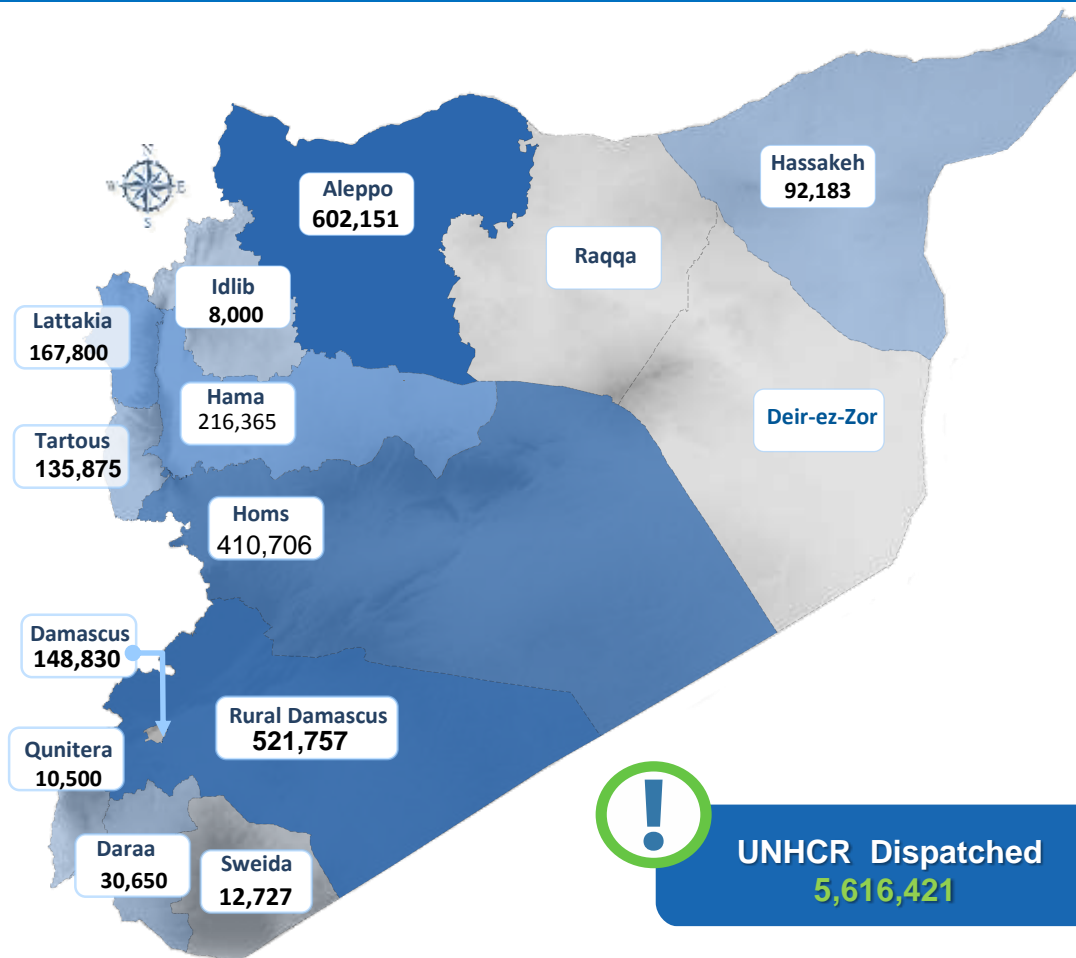 N
W
E
S
Aleppo
602,151
Hassakeh
92,183
Raqqa
Idlib
8,000
Lattakia
167,800
Hama
216,365
Deir-ez-Zor
Tartous
135,875
Homs
410,706
Damascus
148,830
Rural Damascus
521,757
Qunitera
10,500
Daraa
30,650
Sweida
12,727
!
UNHCR Dispatched
5,616,421